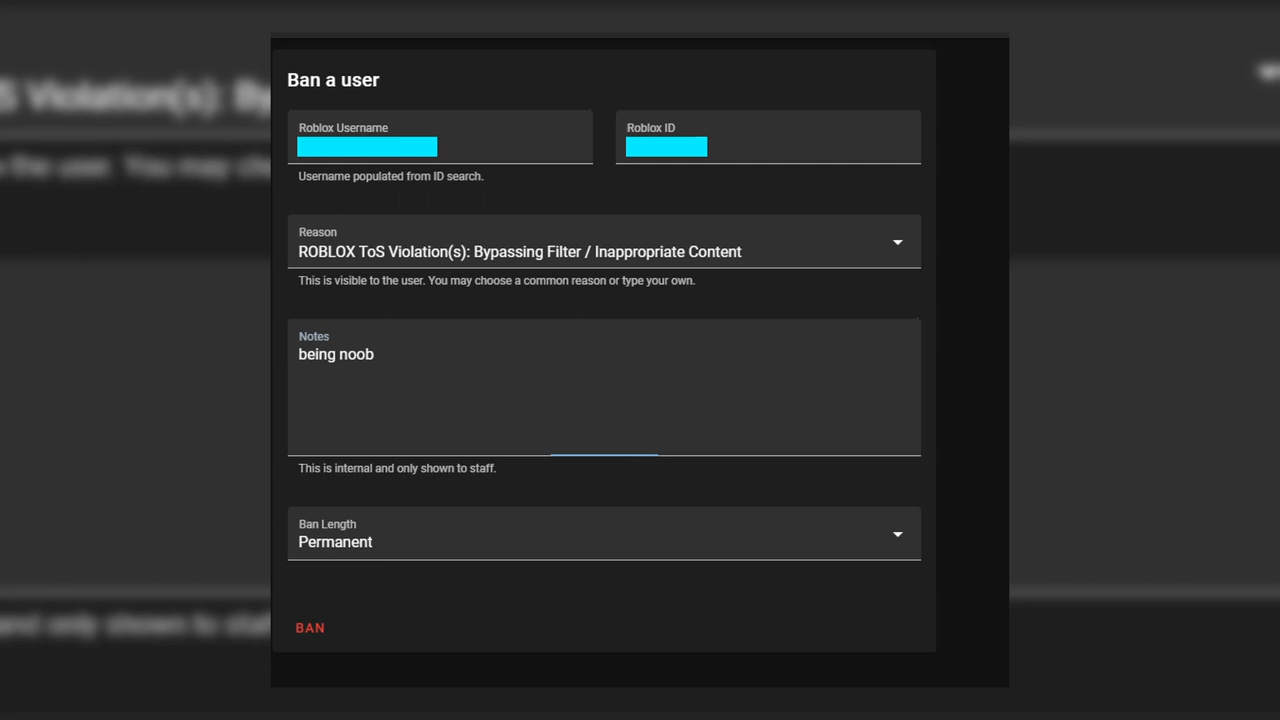 Ban a user
Roblox Username
Roblox ID
Username populated from ID search.
Reason
ROBLOX ToS Violation(s): Bypassing Filter / Inappropriate Content
This is visible to the user. You may choose a common reason or type your own.
Notes
being noob
This is internal and only shown to staff.
Ban Length
Permanent
BAN